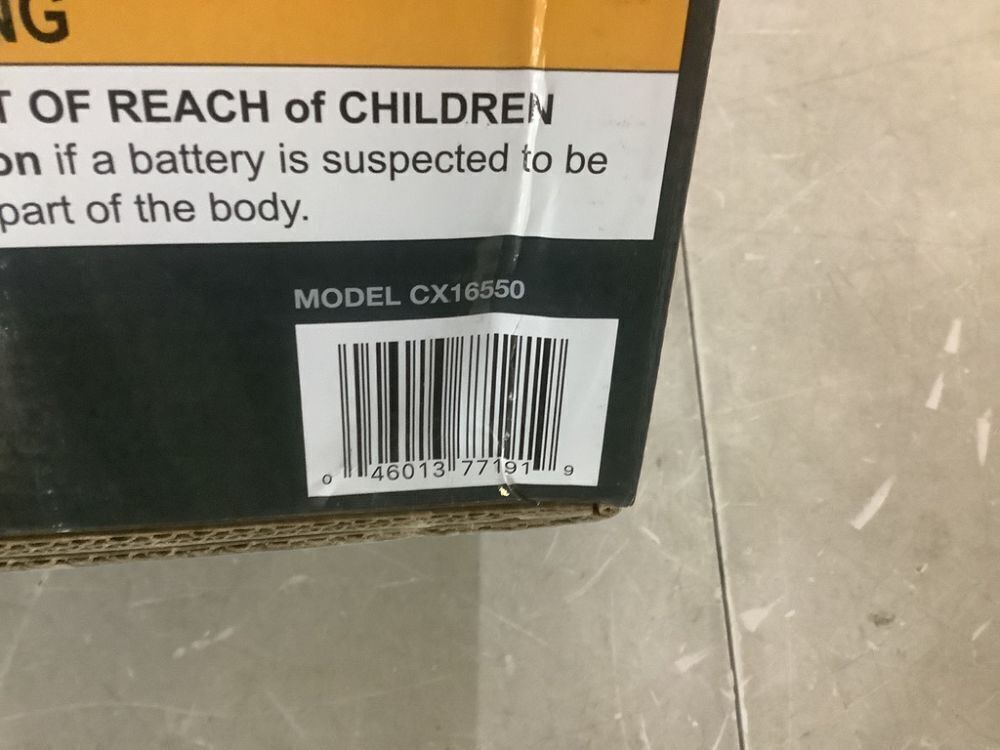 NG
T OF REACH of CHILDREN
on if a battery is suspected to be
part of the body.
MODEL CX16550
0 46013 77191 9